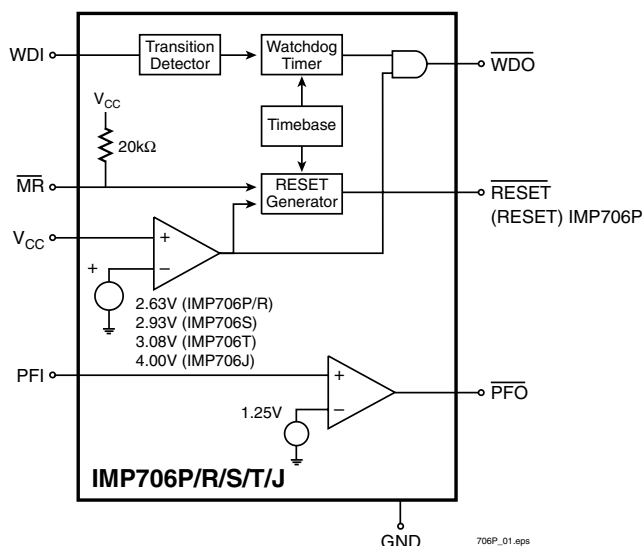 WDI
Transition
Detector
Watchdog
Timer
WDO
VCC
20kΩ
Timebase
MR
RESET
Generator
RESET
(RESET) IMP706P
VCC
+
−
+
2.63V (IMP706P/R)
2.93V (IMP706S)
3.08V (IMP706T)
4.00V (IMP706J)
PFI
+
−
1.25V
PFO
IMP706P/R/S/T/J
GND
706P_01.eps